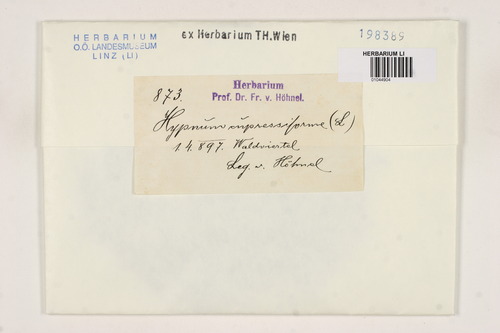 HERBARIUM
O.Ö. LANDESMUSEUM
LINZ (LI)
ex Herbarium TH.Wien
198389
HERBARIUM LI
01044904
873.
Herbarium
Prof. Dr. Fr. v. Höhnel.
Hypnum cupressiforme (L.)
1.4.897. Waldviertel
Leg. v. Höhnel